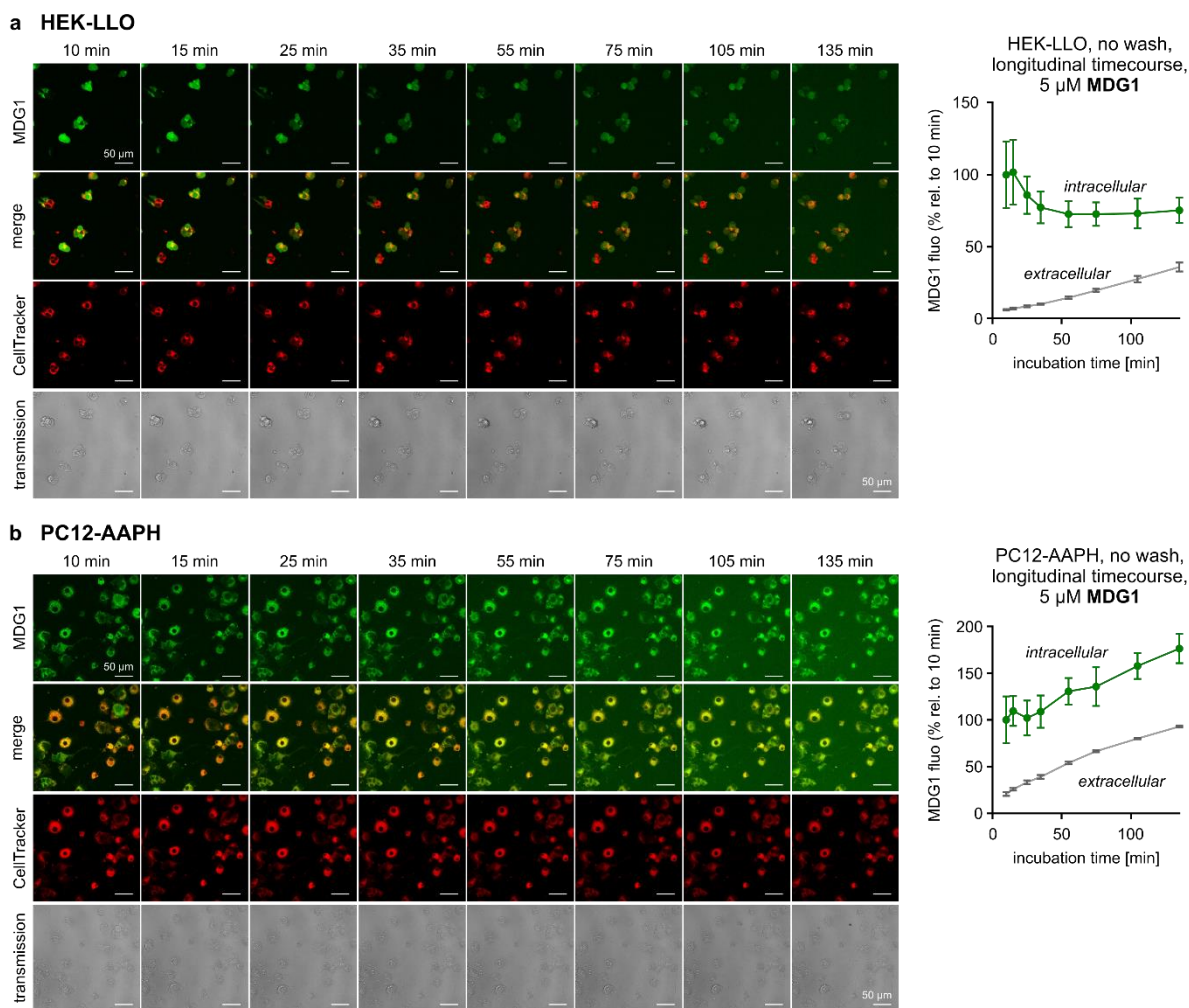 a HEK-LLO
10 min 15 min 25 min 35 min 55 min 75 min 105 min 135 min
MDG1
50 µm
merge
CellTracker
transmission
50 µm
HEK-LLO, no wash,
longitudinal timecourse,
5 µM MDG1
MDG1 fluo (% rel. to 10 min)
150
100
50
0
intracellular
extracellular
0 50 100
incubation time [min]
b PC12-AAPH
10 min 15 min 25 min 35 min 55 min 75 min 105 min 135 min
MDG1
50 µm
merge
CellTracker
transmission
50 µm
PC12-AAPH, no wash,
longitudinal timecourse,
5 µM MDG1
MDG1 fluo (% rel. to 10 min)
200
150
100
50
0
intracellular
extracellular
0 50 100
incubation time [min]